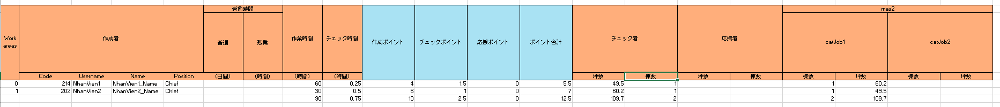 労働時間 mas2
Work areas 作成者 普通 残業 作業時間 チェック時間 作成ポイント チェックポイント 応援ポイント ポイント合計 チェック者 応援者 catJob1 catJob2
Code Username Name Position (日間) (時間) (時間) (時間) 坪数 棟数 坪数 棟数 棟数 坪数 棟数 坪数
0 214 NhanVien1 NhanVien1_Name Chief 60 0.25 4 1.5 0 5.5 49.5 1 1 60.2
1 202 NhanVien2 NhanVien2_Name Chief 30 0.5 6 1 0 7 60.2 1 1 49.5
90 0.75 10 2.5 0 12.5 109.7 2 2 109.7